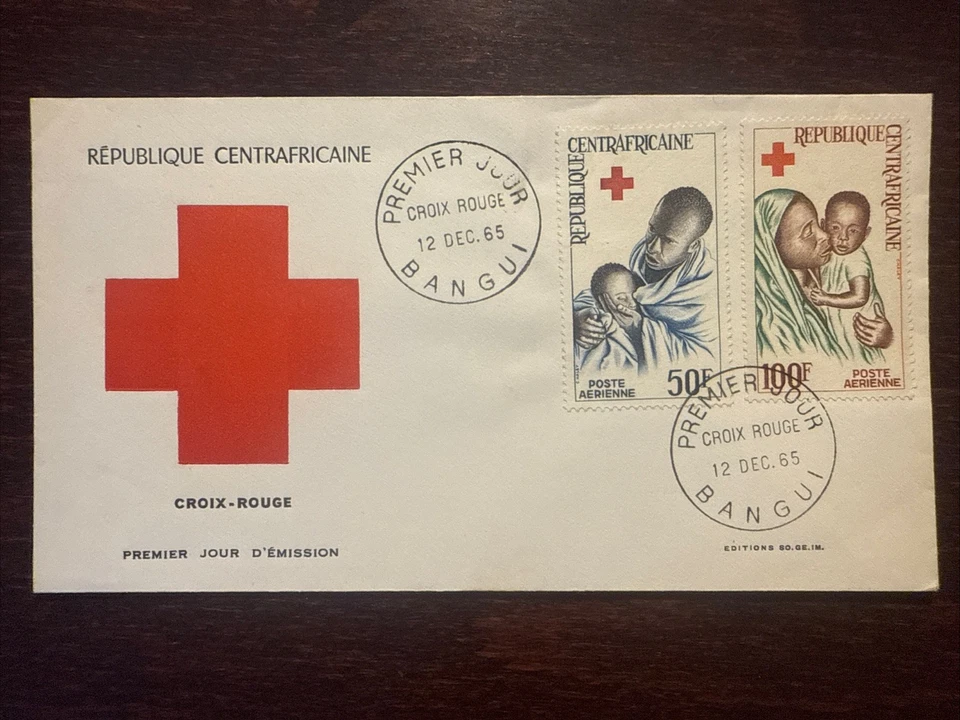 RÉPUBLIQUE CENTRAFRICAINE
CROIX-ROUGE
PREMIER JOUR D'ÉMISSION
PREMIER JOUR
CROIX ROUGE
12 DEC. 65
BANGUI
RÉPUBLIQUE
CENTRAFRICAINE
POSTE
AERIENNE
50F
REPUBLIQUE
CENTRAFRICAINE
100F
POSTE
AERIENNE
PREMIER JOUR
CROIX ROUGE
12 DEC. 65
BANGUI
EDITIONS SO.GE.IM.